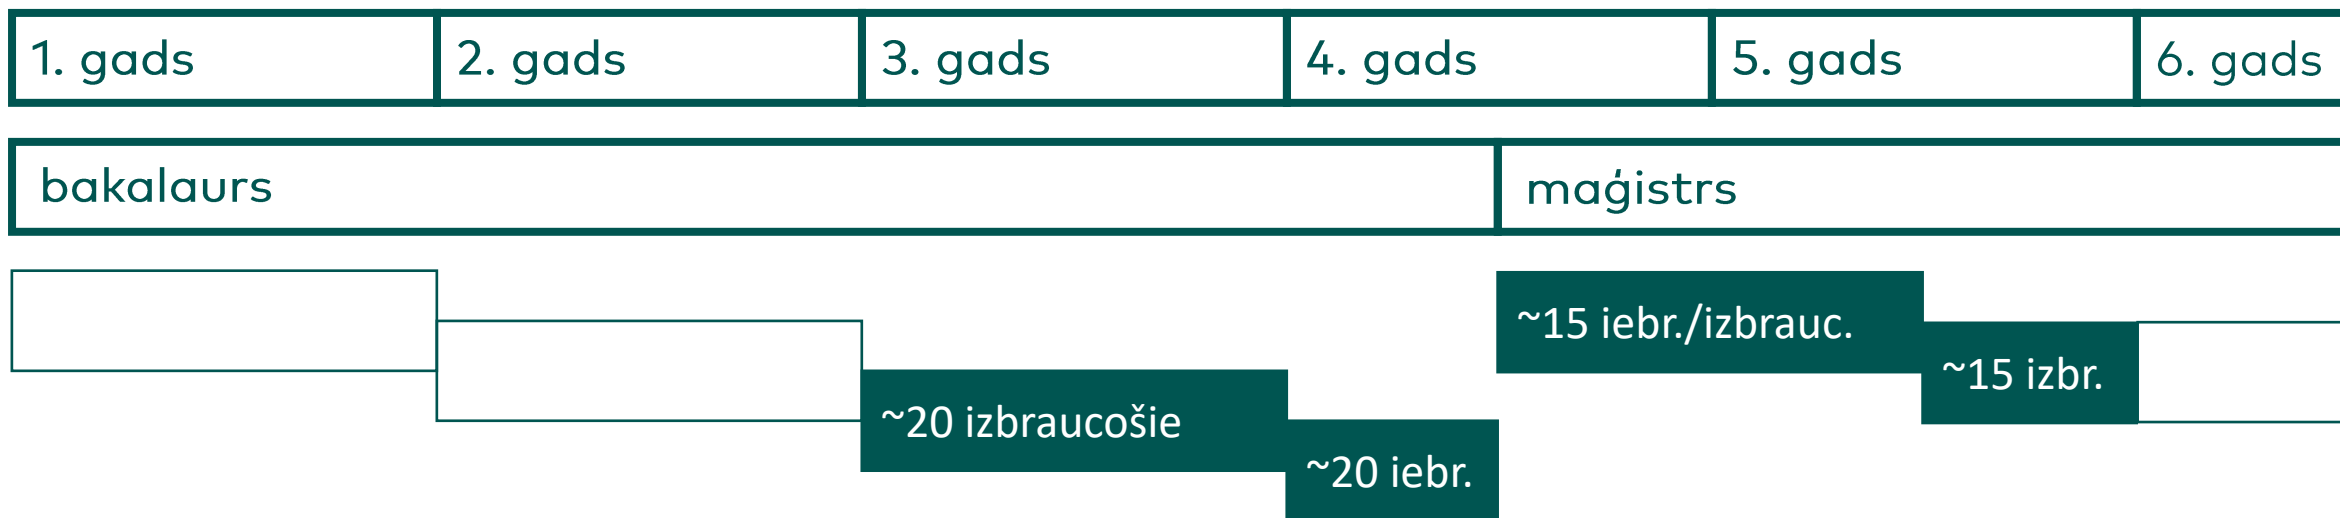 1. gads 2. gads 3. gads 4. gads 5. gads 6. gads
bakalaurs maģistrs
~15 iebr./izbrauc.
~15 izbr.
~20 izbraucošie
~20 iebr.